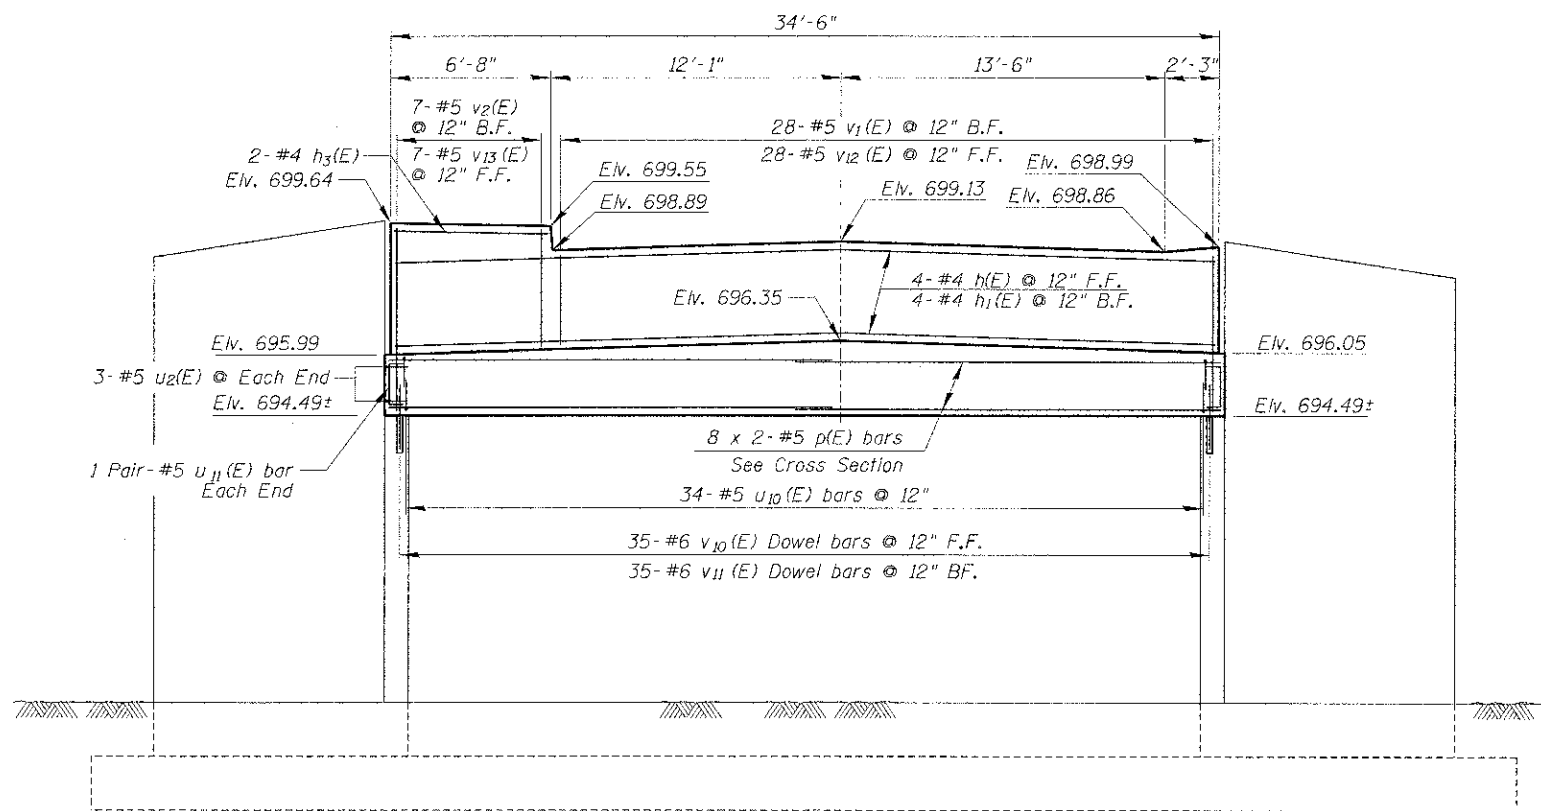 34'-6"
6'-8"
12'-1"
13'-6"
2'-3"
7-#5 v2(E)
@ 12" B.F.
7-#5 v13(E)
@ 12" F.F.
28-#5 v1(E) @ 12" B.F.
28-#5 v12(E) @ 12" F.F.
2-#4 h3(E)
Elv. 699.64
Elv. 699.55
Elv. 698.89
Elv. 699.13
Elv. 698.99
Elv. 698.86
4-#4 h(E) @ 12" F.F.
4-#4 h1(E) @ 12" B.F.
Elv. 696.35
Elv. 695.99
Elv. 696.05
3-#5 u2(E) @ Each End
Elv. 694.49±
Elv. 694.49±
8 x 2-#5 p(E) bars
See Cross Section
1 Pair-#5 u11(E) bar
Each End
34-#5 u10(E) bars @ 12"
35-#6 v10(E) Dowel bars @ 12" F.F.
35-#6 v11(E) Dowel bars @ 12" BF.